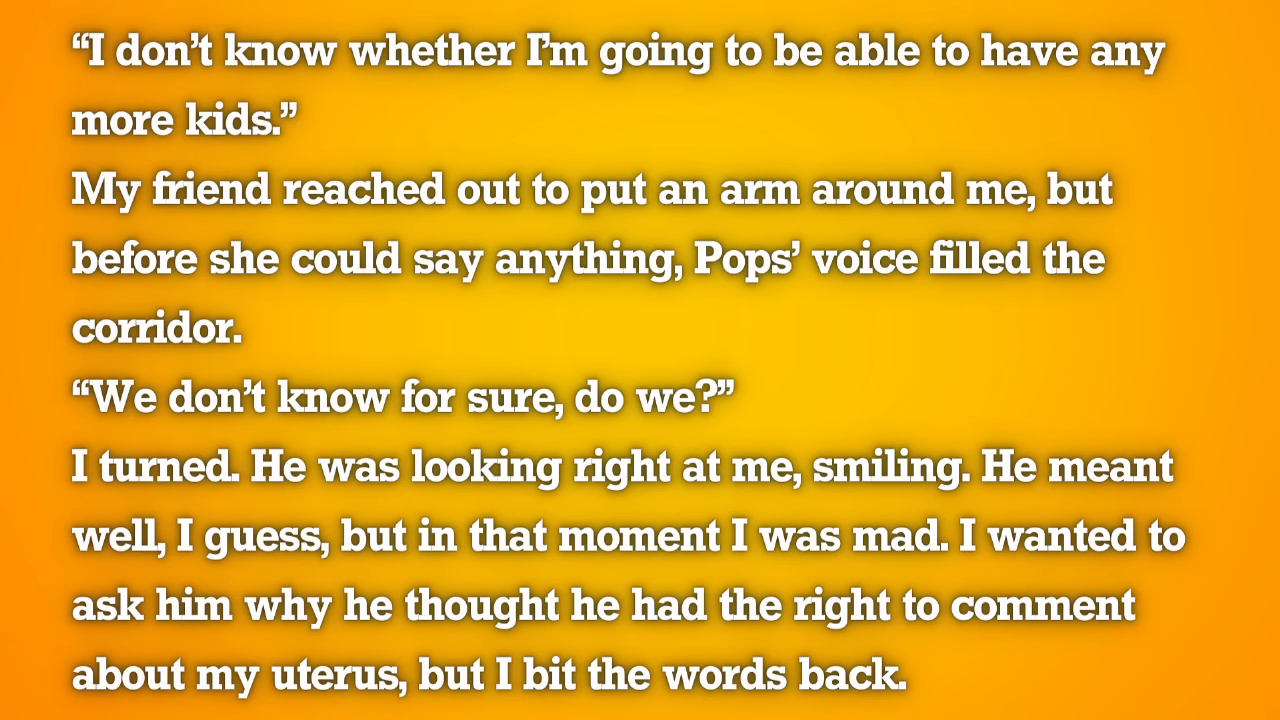 “I don’t know whether I’m going to be able to have any
more kids.”
My friend reached out to put an arm around me, but
before she could say anything, Pops’ voice filled the
corridor.
“We don’t know for sure, do we?”
I turned. He was looking right at me, smiling. He meant
well, I guess, but in that moment I was mad. I wanted to
ask him why he thought he had the right to comment
about my uterus, but I bit the words back.